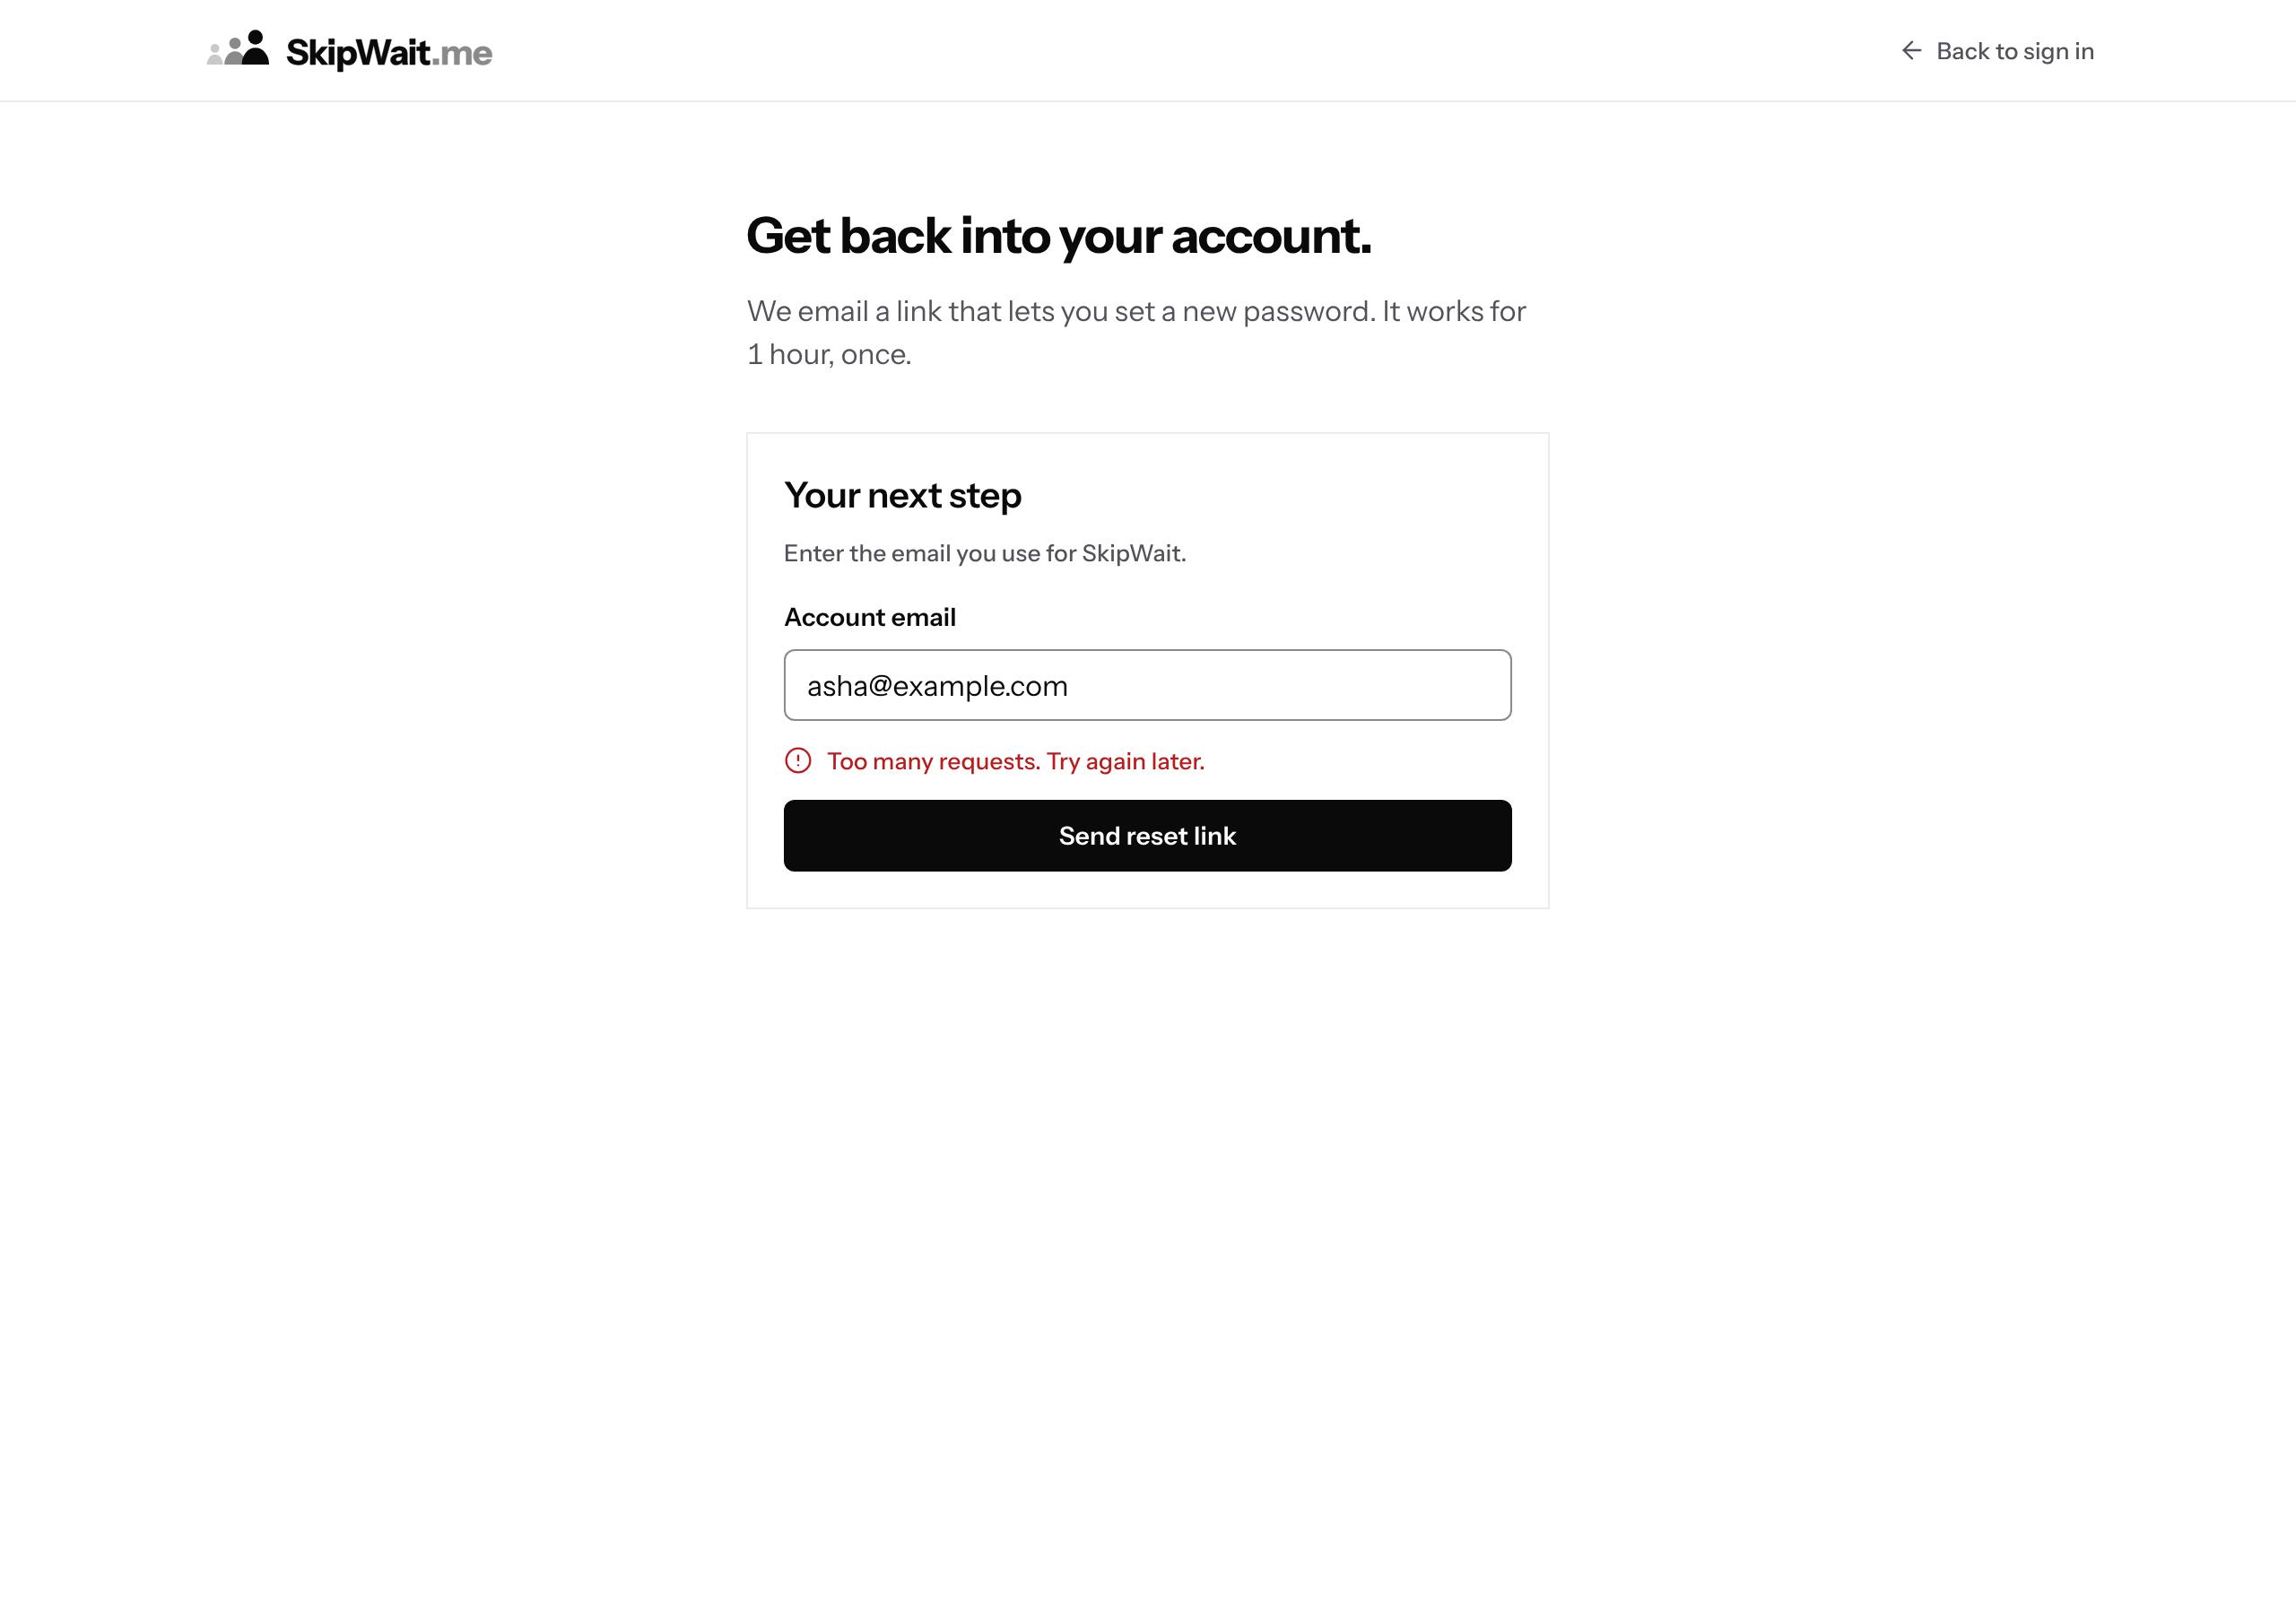 SkipWait.me
Back to sign in
Get back into your account.
We email a link that lets you set a new password. It works for
1 hour, once.
Your next step
Enter the email you use for SkipWait.
Account email
asha@example.com
Too many requests. Try again later.
Send reset link